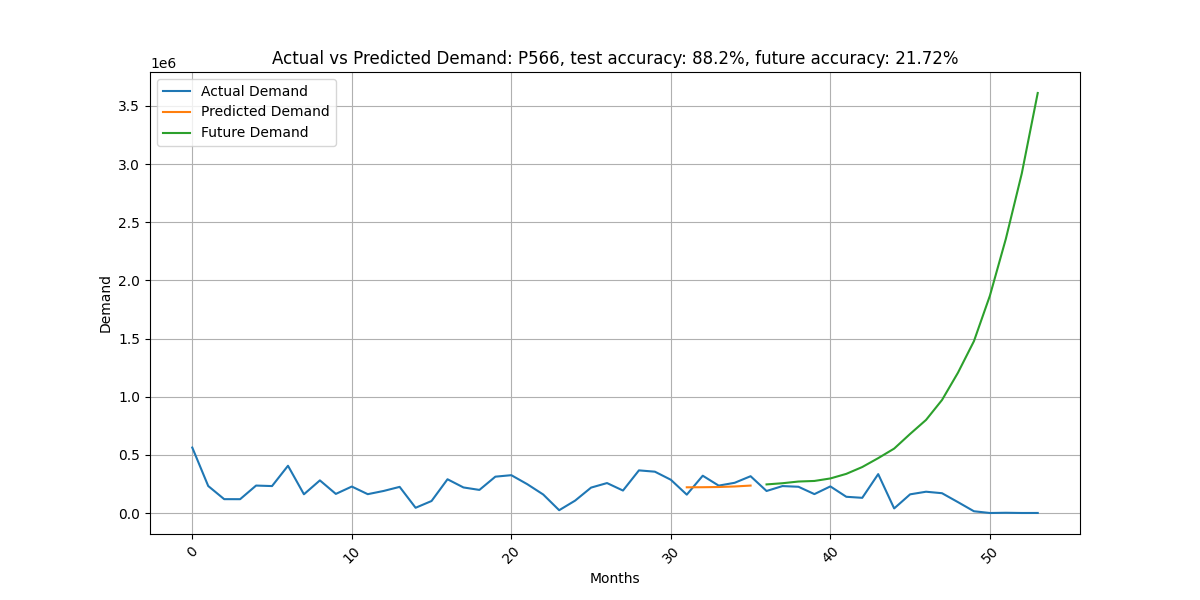 Actual vs Predicted Demand: P566, test accuracy: 88.2%, future accuracy: 21.72%
1e6
Actual Demand
Predicted Demand
Future Demand
3.5
3.0
2.5
2.0
1.5
1.0
0.5
0.0
Demand
0
10
20
30
40
50
Months